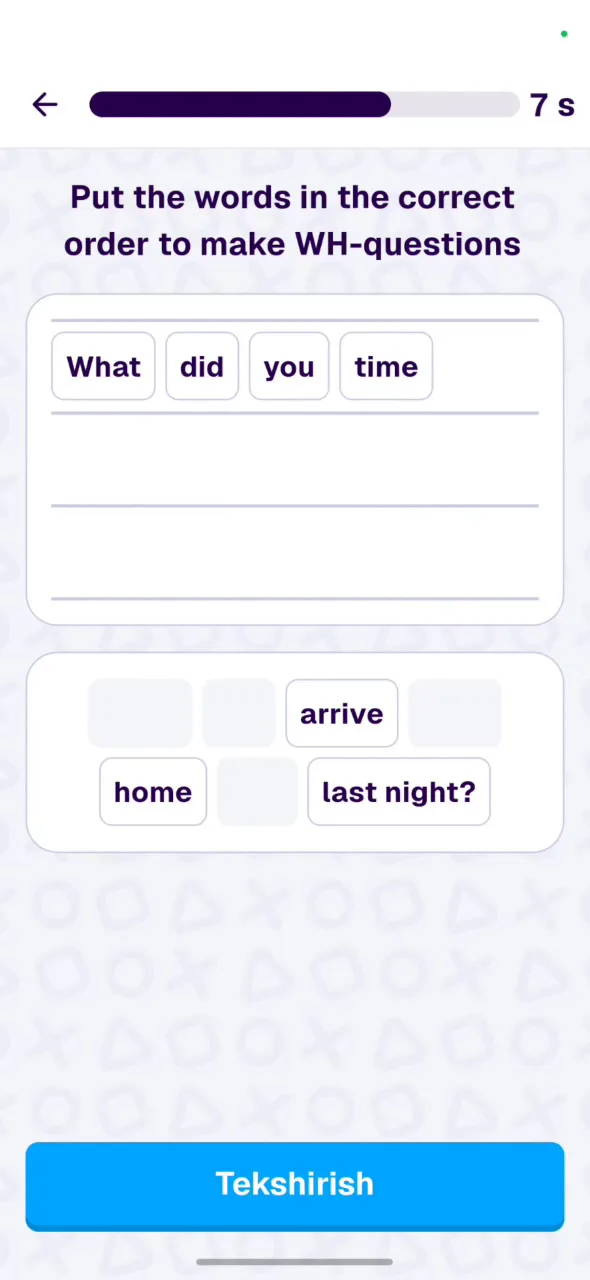 7 s
Put the words in the correct
order to make WH-questions
What did you time
arrive
home last night?
Tekshirish